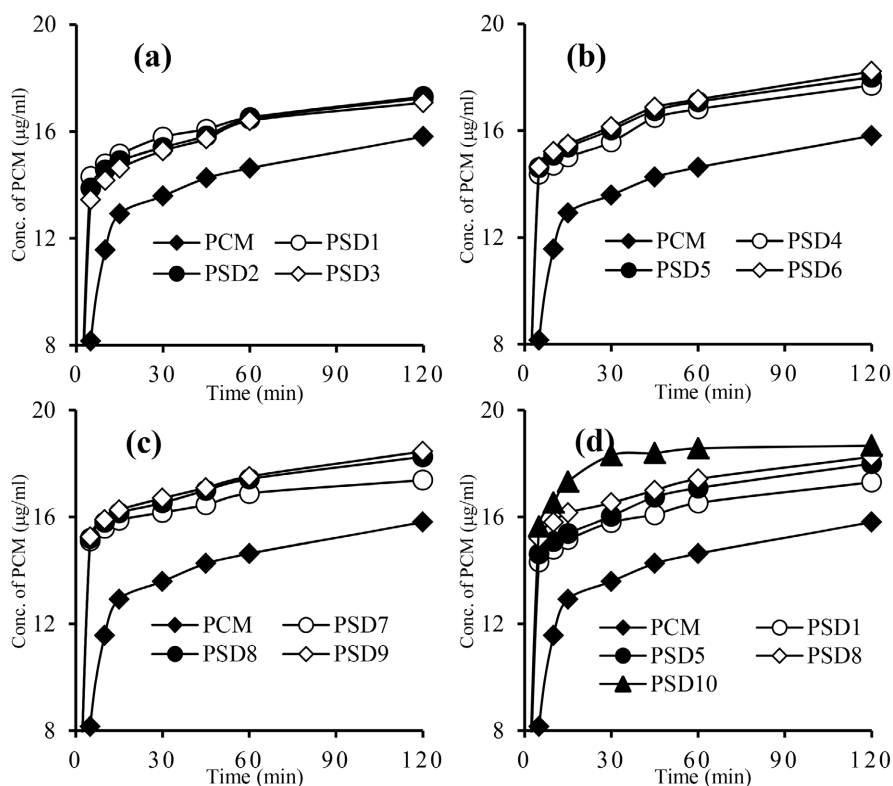 20
(a)
16
12
PCM PSD1
PSD2 PSD3
8
0 30 60 90 120
Time (min)
Conc. of PCM (μg/ml)
20
(b)
16
12
PCM PSD4
PSD5 PSD6
8
0 30 60 90 120
Time (min)
Conc. of PCM (μg/ml)
20
(c)
16
12
PCM PSD7
PSD8 PSD9
8
0 30 60 90 120
Time (min)
Conc. of PCM (μg/ml)
20
(d)
16
12
PCM PSD1
PSD5 PSD8
PSD10
8
0 30 60 90 120
Time (min)
Conc. of PCM (μg/ml)